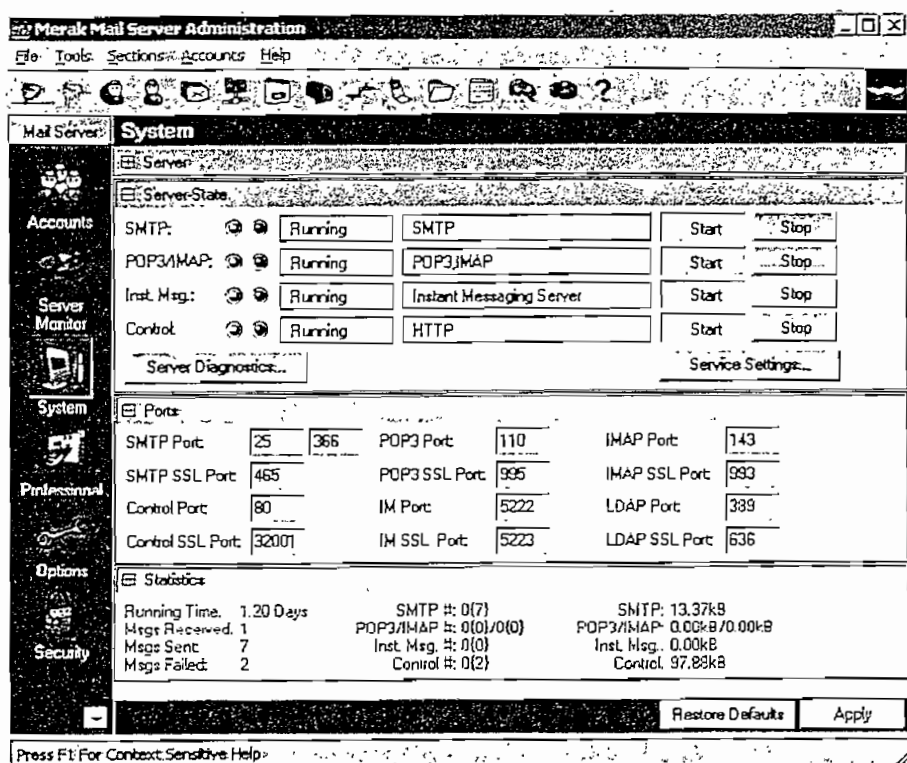 Merak Mail Server Administration
File Tools Sections Accounts Help
Mail Server System
Server
Server State
Accounts
SMTP: Running SMTP Start Stop
POP3/IMAP: Running POP3,IMAP Start Stop
Inst. Msg.: Running Instant Messaging Server Start Stop
Server Monitor
Control: Running HTTP Start Stop
Server Diagnostics... Service Settings...
System
Ports
SMTP Port: 25 366 POP3 Port: 110 IMAP Port: 143
SMTP SSL Port: 465 POP3 SSL Port: 995 IMAP SSL Port: 993
Professional
Control Port: 80 IM Port: 5222 LDAP Port: 389
Control SSL Port: 32001 IM SSL Port: 5223 LDAP SSL Port: 636
Options
Statistics
Running Time. 1.20 Days SMTP #: 0(7) SMTP: 13.37kB
Msgs Received. 1 POP3/IMAP #: 0(0)/0(0) POP3/IMAP: 0.00kB/0.00kB
Msgs Sent: 7 Inst. Msg. #: 0(0) Inst. Msg.. 0.00kB
Security
Msgs Failed: 2 Control #: 0(2) Control. 97.88kB
Restore Defaults Apply
Press F1 For Context Sensitive Help